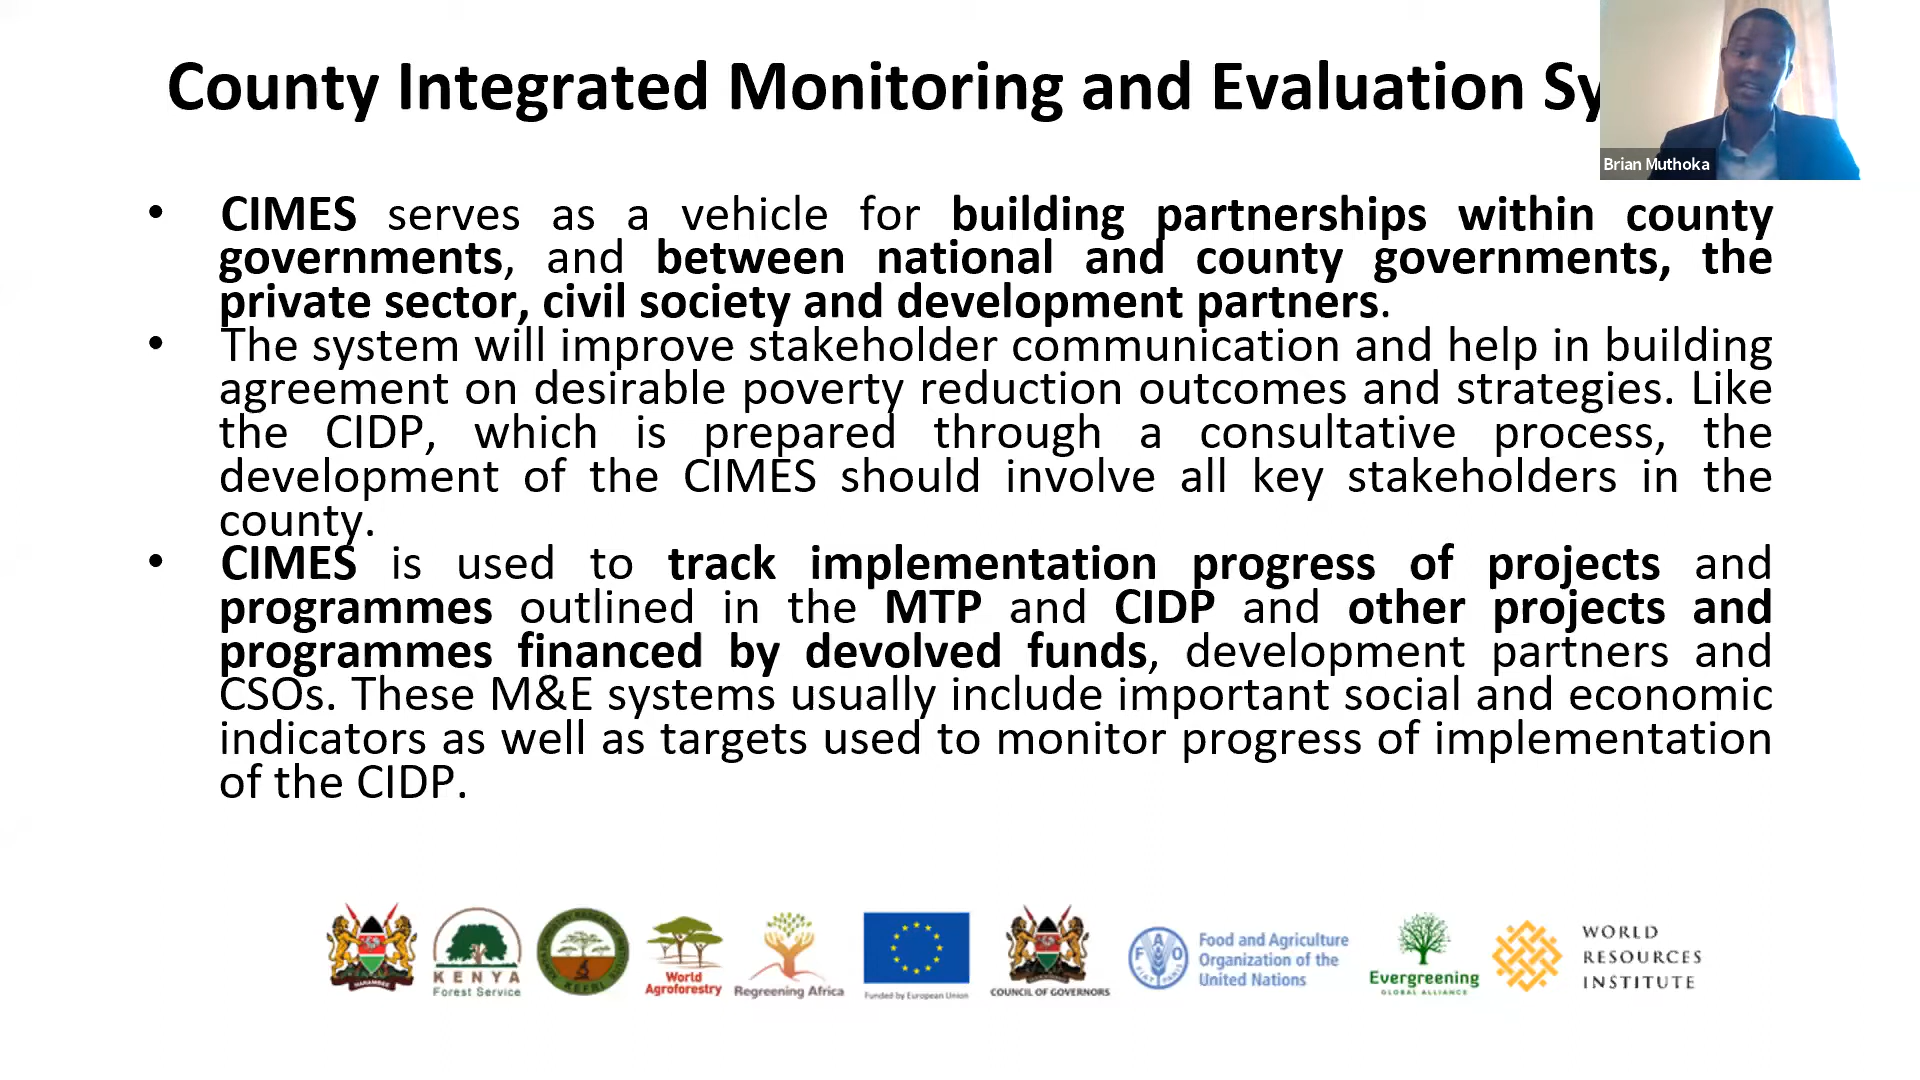 County Integrated Monitoring and Evaluation Sy
Brian Muthoka
• CIMES serves as a vehicle for building partnerships within county
governments, and between national and county governments, the
private sector, civil society and development partners.
• The system will improve stakeholder communication and help in building
agreement on desirable poverty reduction outcomes and strategies. Like
the CIDP, which is prepared through a consultative process, the
development of the CIMES should involve all key stakeholders in the
county.
• CIMES is used to track implementation progress of projects and
programmes outlined in the MTP and CIDP and other projects and
programmes financed by devolved funds, development partners and
CSOs. These M&E systems usually include important social and economic
indicators as well as targets used to monitor progress of implementation
of the CIDP.
HARAMBEE
KENYA
Forest Service
KEFRI
World
Agroforestry
Regreening Africa
Funded by European Union
COUNCIL OF GOVERNORS
FAO
FIAT PANIS
Food and Agriculture
Organization of the
United Nations
Evergreening
GLOBAL ALLIANCE
WORLD
RESOURCES
INSTITUTE